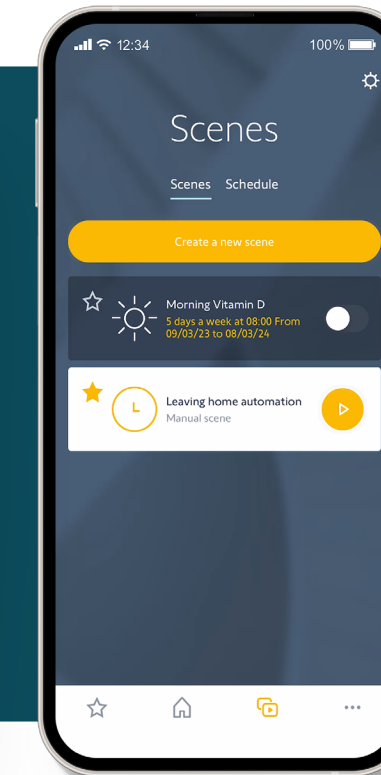 12:34
100%
Scenes
Scenes Schedule
Create a new scene
Morning Vitamin D
5 days a week at 08:00 From
09/03/23 to 08/03/24
Leaving home automation
Manual scene